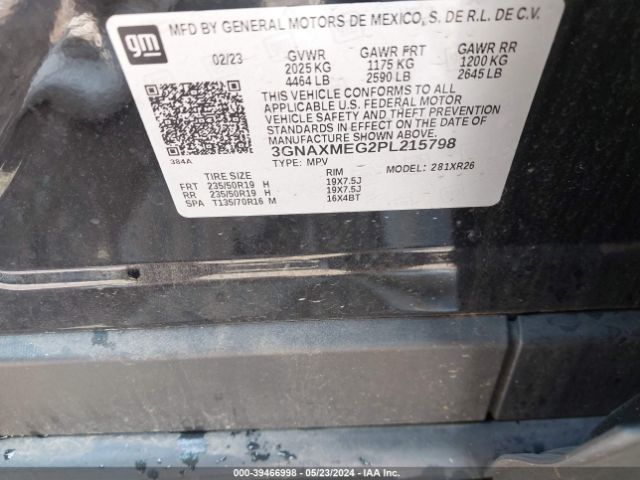 gm
MFD BY GENERAL MOTORS DE MEXICO, S. DE R.L. DE C.V.
02/23 GVWR GAWR FRT GAWR RR
2025 KG 1175 KG 1200 KG
4464 LB 2590 LB 2645 LB
THIS VEHICLE CONFORMS TO ALL
APPLICABLE U.S. FEDERAL MOTOR
VEHICLE SAFETY AND THEFT PREVENTION
STANDARDS IN EFFECT ON THE DATE OF
MANUFACTURE SHOWN ABOVE.
3GNAXMEG2PL215798
384A
TYPE: MPV MODEL: 281XR26
TIRE SIZE RIM
FRT 235/50R19 H 19X7.5J
RR 235/50R19 H 19X7.5J
SPA T135/70R16 M 16X4BT
000-39466998 - 05/23/2024 - IAA Holdings, LLC.